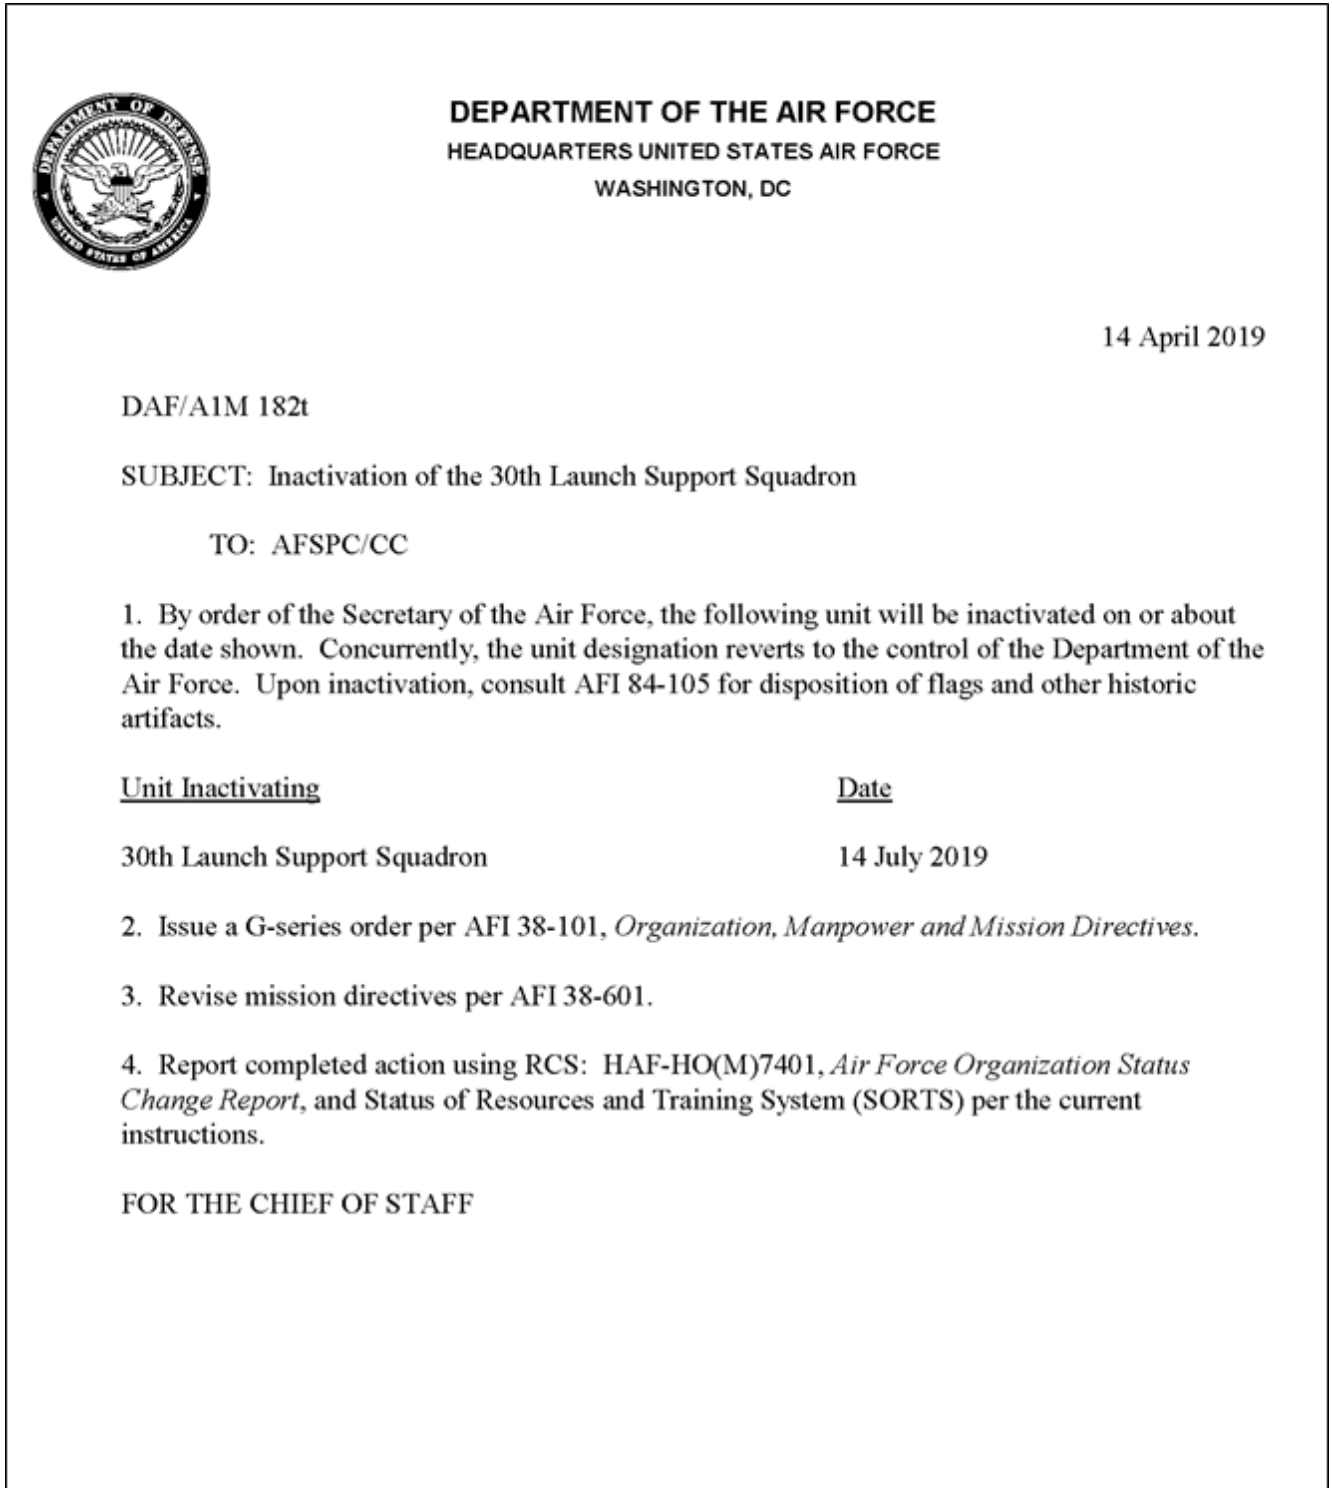 DEPARTMENT OF DEFENSE
UNITED STATES OF AMERICA
DEPARTMENT OF THE AIR FORCE
HEADQUARTERS UNITED STATES AIR FORCE
WASHINGTON, DC
14 April 2019
DAF/A1M 182t
SUBJECT: Inactivation of the 30th Launch Support Squadron
TO: AFSPC/CC
1. By order of the Secretary of the Air Force, the following unit will be inactivated on or about
the date shown. Concurrently, the unit designation reverts to the control of the Department of the
Air Force. Upon inactivation, consult AFI 84-105 for disposition of flags and other historic
artifacts.
Unit Inactivating Date
30th Launch Support Squadron 14 July 2019
2. Issue a G-series order per AFI 38-101, Organization, Manpower and Mission Directives.
3. Revise mission directives per AFI 38-601.
4. Report completed action using RCS: HAF-HO(M)7401, Air Force Organization Status
Change Report, and Status of Resources and Training System (SORTS) per the current
instructions.
FOR THE CHIEF OF STAFF